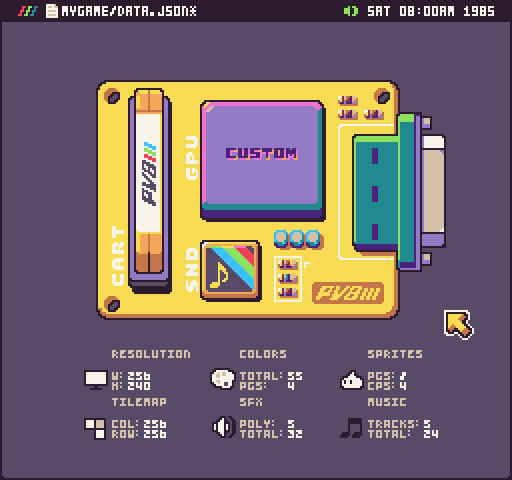 MYGAME/DATA.JSON* SAT 08:00AM 1985
GPU
CUSTOM
PV8
CART
SND
PV8
RESOLUTION COLORS SPRITES
W: 256 TOTAL: 55 PGS:
H: 240 PGS: 4 CPS: 4
TILEMAP SFX MUSIC
COL: 256 POLY: 5 TRACKS: 5
ROW: 256 TOTAL: 32 TOTAL: 24